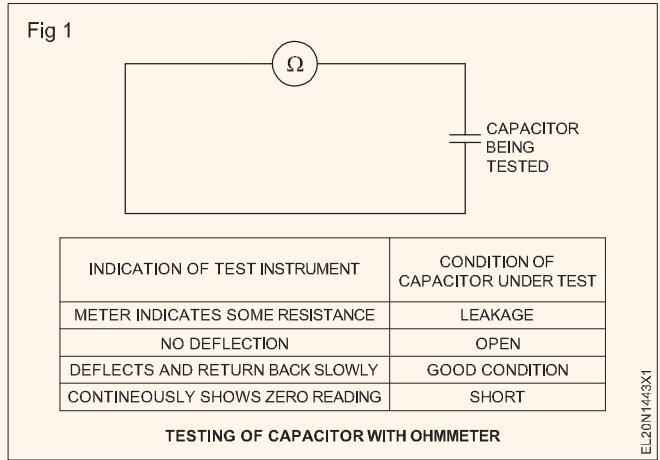 Fig 1
Ω
CAPACITOR
BEING
TESTED
INDICATION OF TEST INSTRUMENT
CONDITION OF
CAPACITOR UNDER TEST
METER INDICATES SOME RESISTANCE
LEAKAGE
NO DEFLECTION
OPEN
DEFLECTS AND RETURN BACK SLOWLY
GOOD CONDITION
CONTINEOUSLY SHOWS ZERO READING
SHORT
TESTING OF CAPACITOR WITH OHMMETER
EL20N1443X1